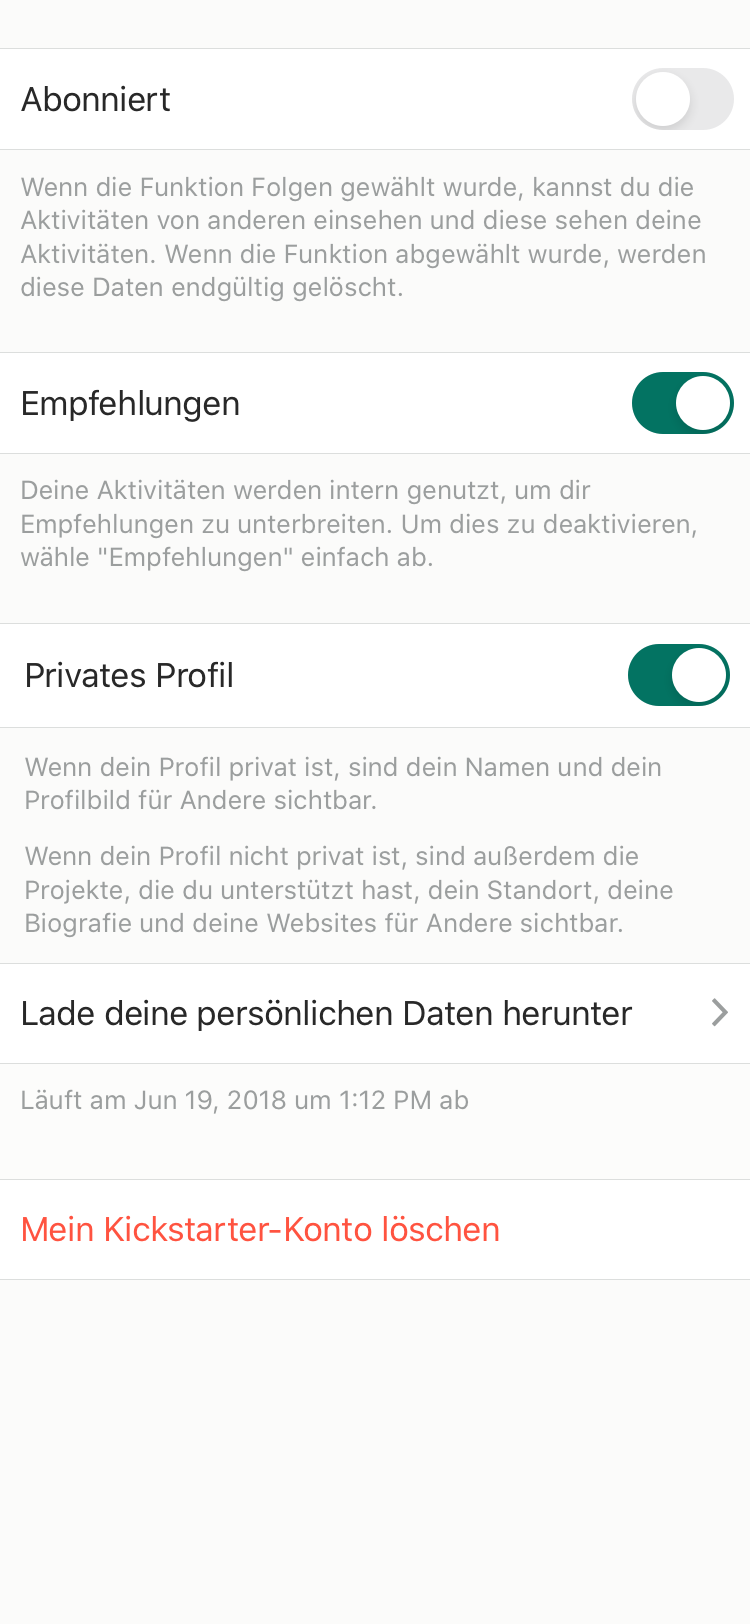 Abonniert
Wenn die Funktion Folgen gewählt wurde, kannst du die
Aktivitäten von anderen einsehen und diese sehen deine
Aktivitäten. Wenn die Funktion abgewählt wurde, werden
diese Daten endgültig gelöscht.
Empfehlungen
Deine Aktivitäten werden intern genutzt, um dir
Empfehlungen zu unterbreiten. Um dies zu deaktivieren,
wähle "Empfehlungen" einfach ab.
Privates Profil
Wenn dein Profil privat ist, sind dein Namen und dein
Profilbild für Andere sichtbar.
Wenn dein Profil nicht privat ist, sind außerdem die
Projekte, die du unterstützt hast, dein Standort, deine
Biografie und deine Websites für Andere sichtbar.
Lade deine persönlichen Daten herunter
Läuft am Jun 19, 2018 um 1:12 PM ab
Mein Kickstarter-Konto löschen